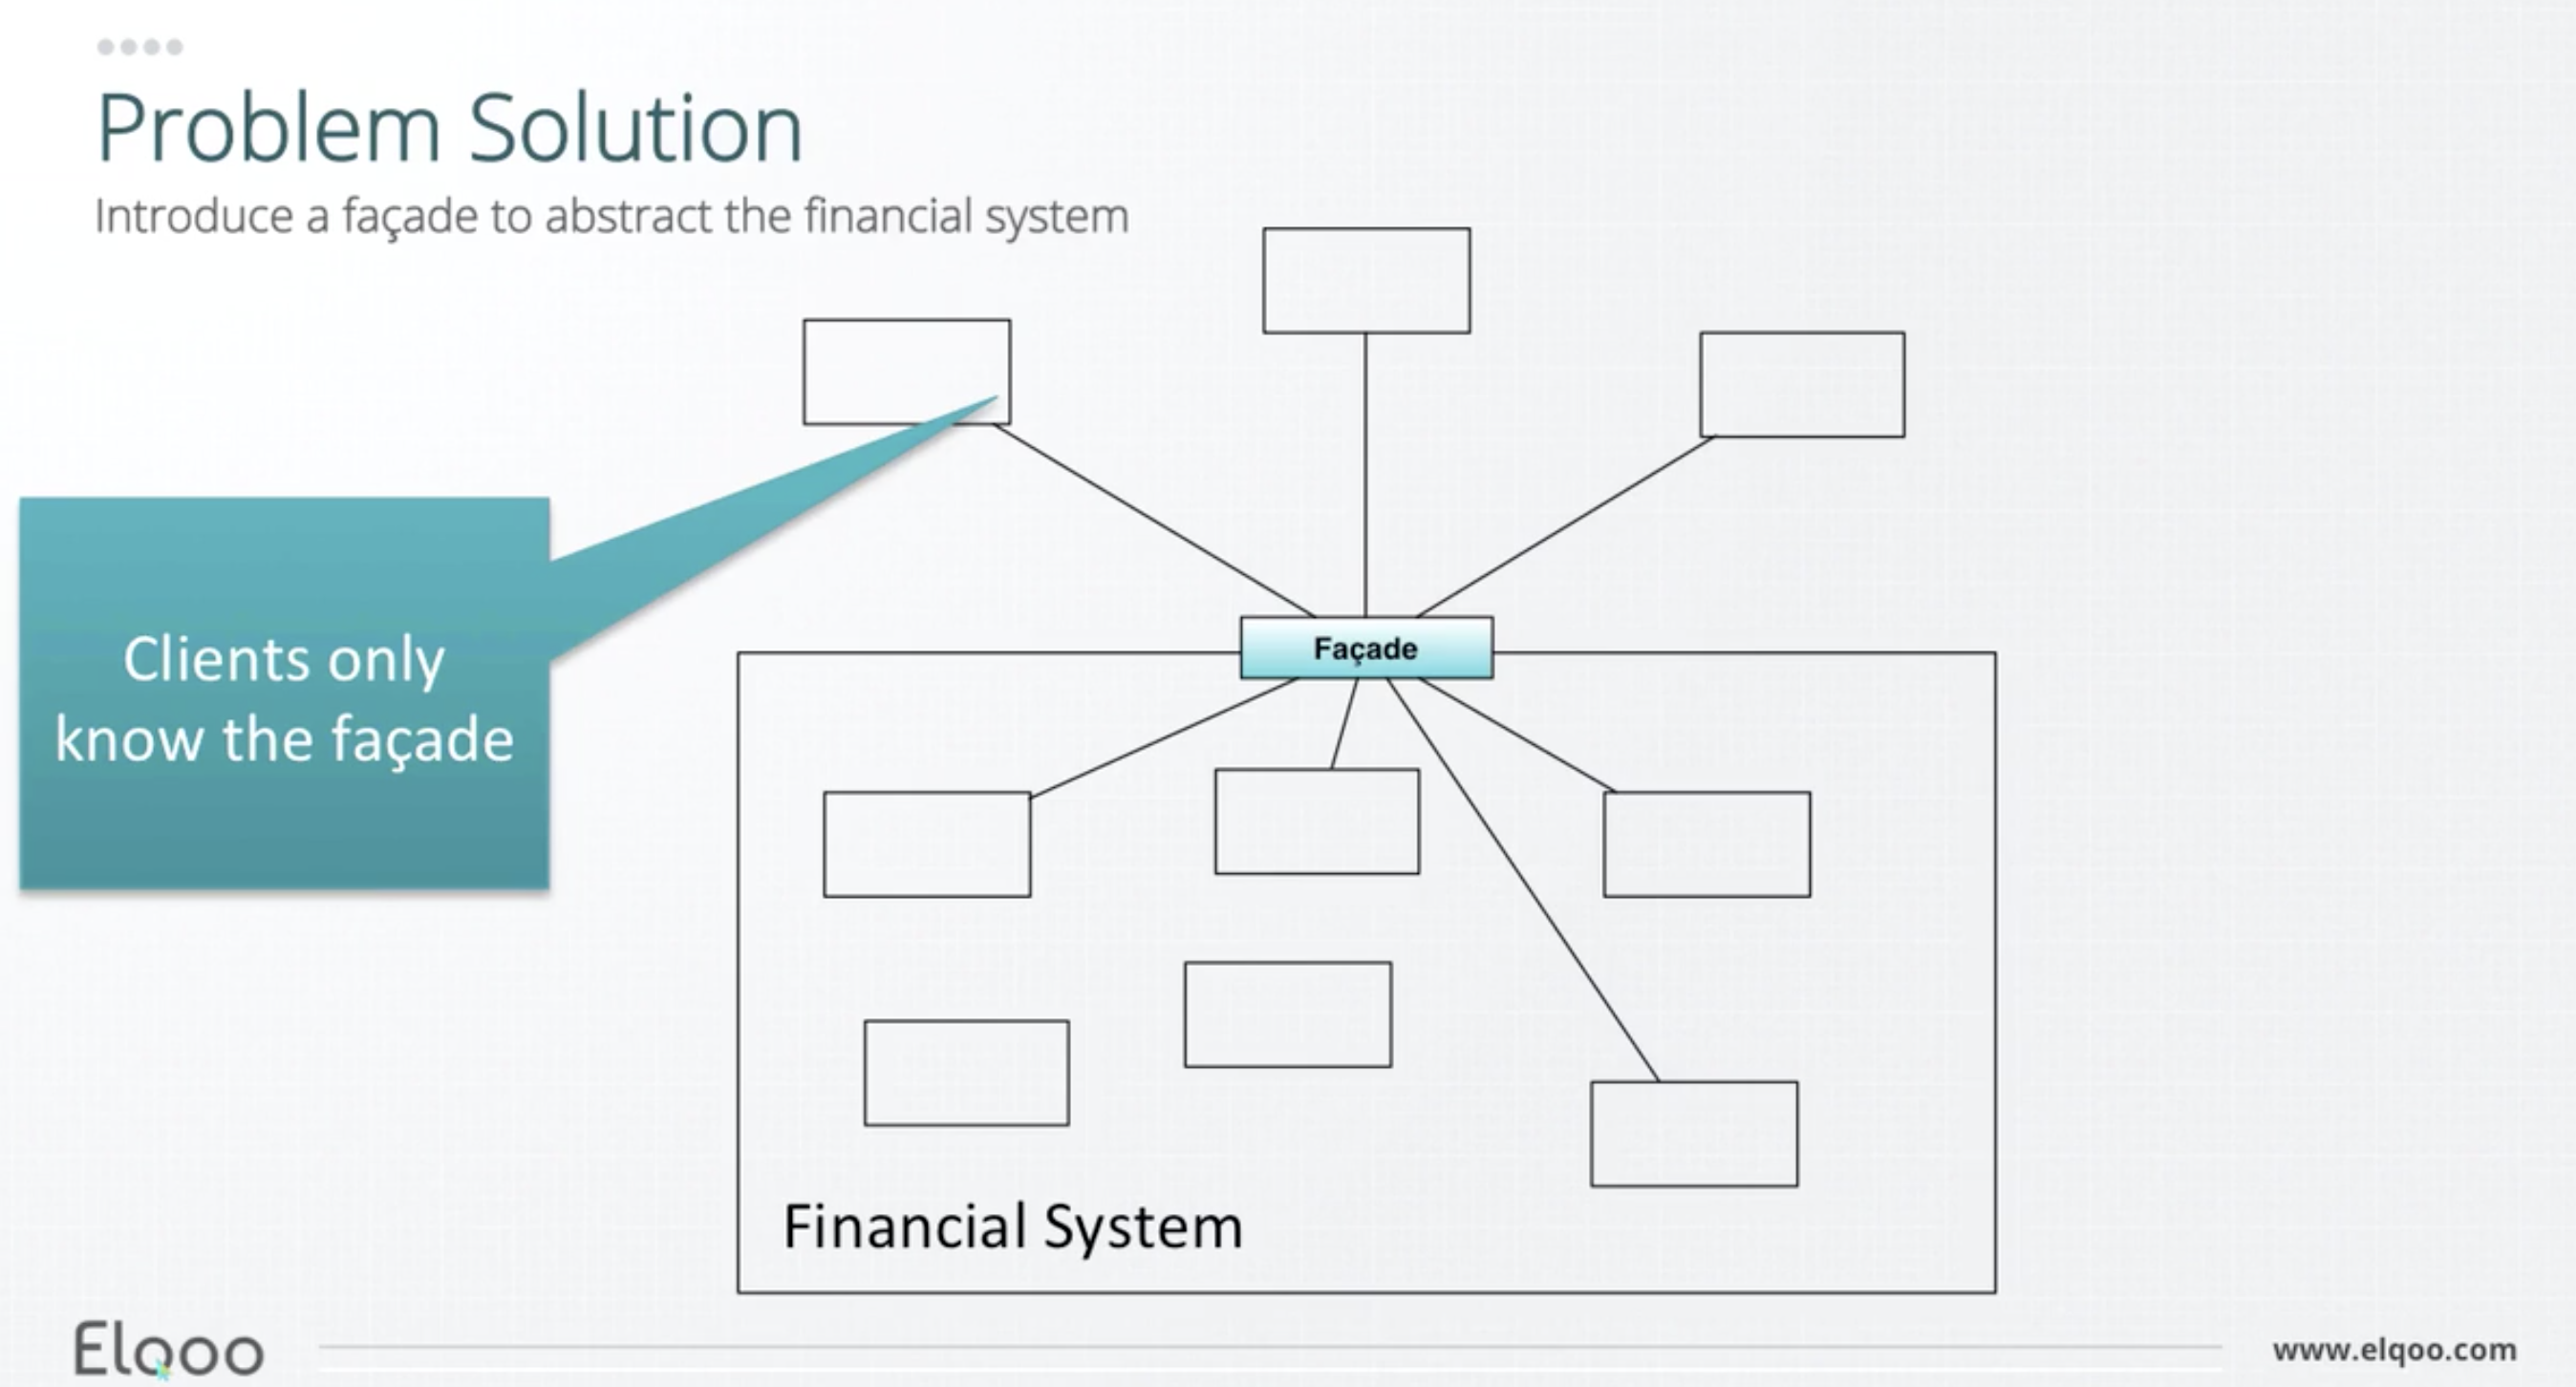 Problem Solution
Introduce a façade to abstract the financial system
Clients only
know the façade
Façade
Financial System
Elqoo
www.elqoo.com